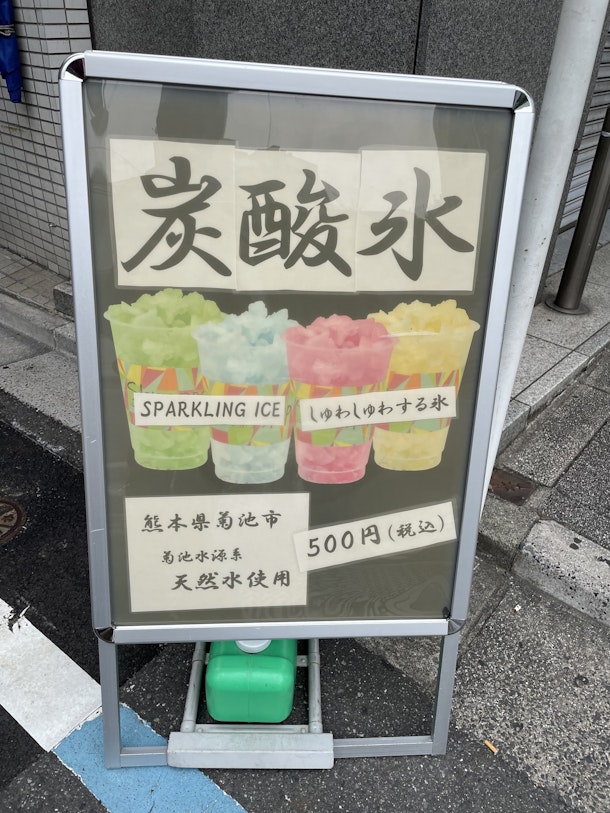 炭酸氷
SPARKLING ICE
しゅわしゅわする氷
熊本県菊池市
菊池水源系
天然水使用
500円(税込)